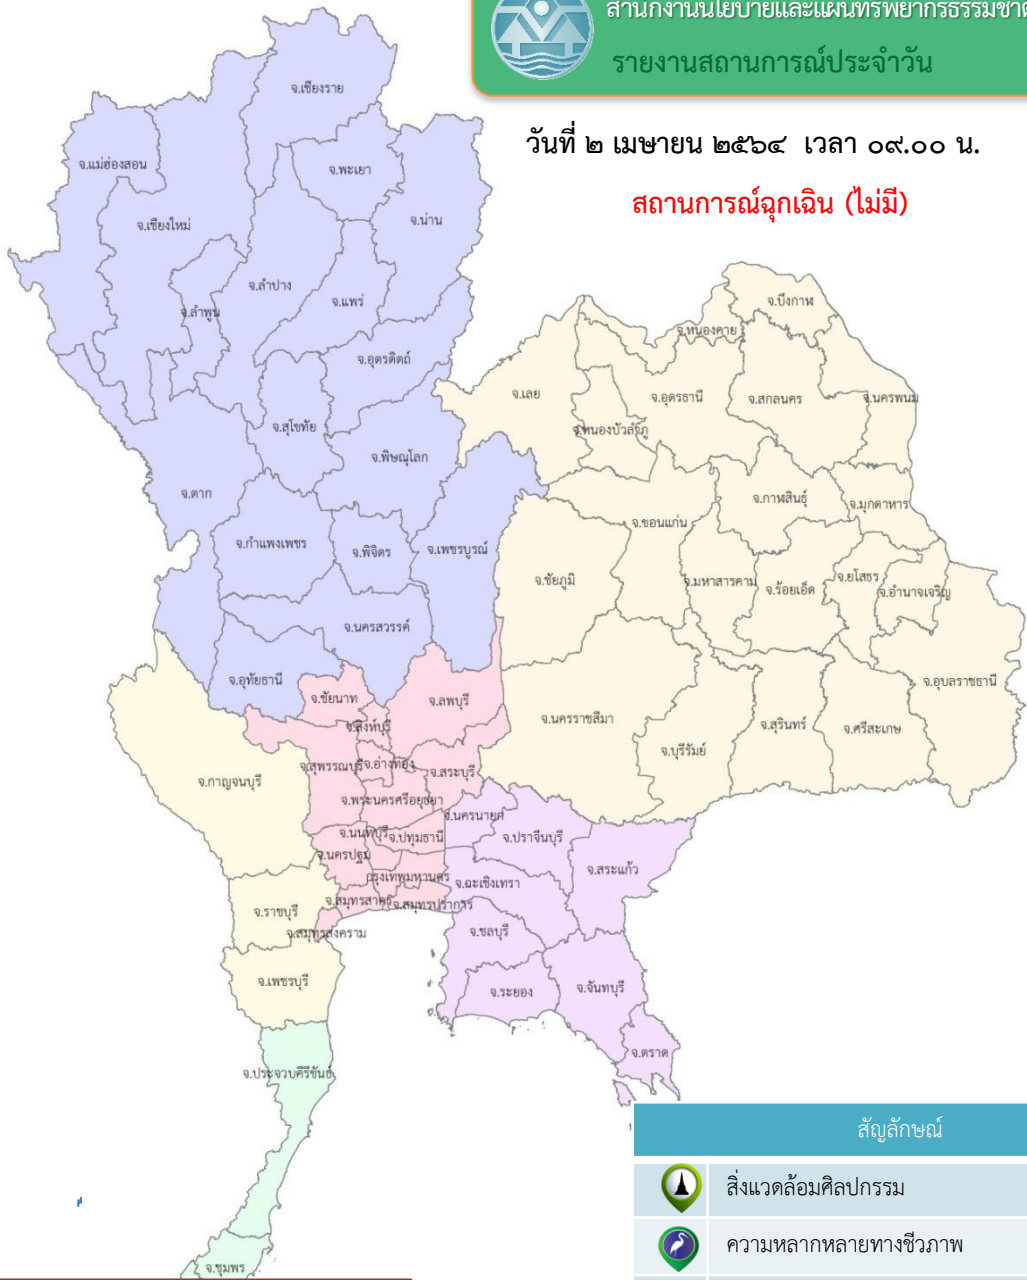 สำนักงานนโยบายและแผนทรัพยากรธรรมชาติ
รายงานสถานการณ์ประจำวัน
วันที่ ๒ เมษายน ๒๕๖๔ เวลา ๐๙.๐๐ น.
สถานการณ์ฉุกเฉิน (ไม่มี)
จ.เชียงราย
จ.แม่ฮ่องสอน
จ.พะเยา
จ.เชียงใหม่
จ.น่าน
จ.ลำปาง
จ.แพร่
จ.ลำพูน
จ.บึงกาฬ
จ.หนองคาย
จ.อุตรดิตถ์
จ.เลย
จ.อุดรธานี
จ.สกลนคร
จ.นครพนม
จ.สุโขทัย
จ.หนองบัวลำภู
จ.พิษณุโลก
จ.ตาก
จ.กาฬสินธุ์
จ.มุกดาหาร
จ.ขอนแก่น
จ.กำแพงเพชร
จ.พิจิตร
จ.เพชรบูรณ์
จ.ชัยภูมิ
จ.มหาสารคาม
จ.ร้อยเอ็ด
จ.ยโสธร
จ.อำนาจเจริญ
จ.นครสวรรค์
จ.อุทัยธานี
จ.อุบลราชธานี
จ.ชัยนาท
จ.ลพบุรี
จ.สิงห์บุรี
จ.นครราชสีมา
จ.สุรินทร์
จ.ศรีสะเกษ
จ.บุรีรัมย์
จ.สุพรรณบุรี
จ.อ่างทอง
จ.สระบุรี
จ.กาญจนบุรี
จ.พระนครศรีอยุธยา
จ.นครนายก
จ.นนทบุรี
จ.ปทุมธานี
จ.ปราจีนบุรี
จ.นครปฐม
จ.สระแก้ว
กรุงเทพมหานคร
จ.ฉะเชิงเทรา
จ.สมุทรสาคร
จ.สมุทรปราการ
จ.ราชบุรี
จ.สมุทรสงคราม
จ.ชลบุรี
จ.เพชรบุรี
จ.ระยอง
จ.จันทบุรี
จ.ตราด
จ.ประจวบคีรีขันธ์
จ.ชุมพร
สัญลักษณ์
สิ่งแวดล้อมศิลปกรรม
ความหลากหลายทางชีวภาพ